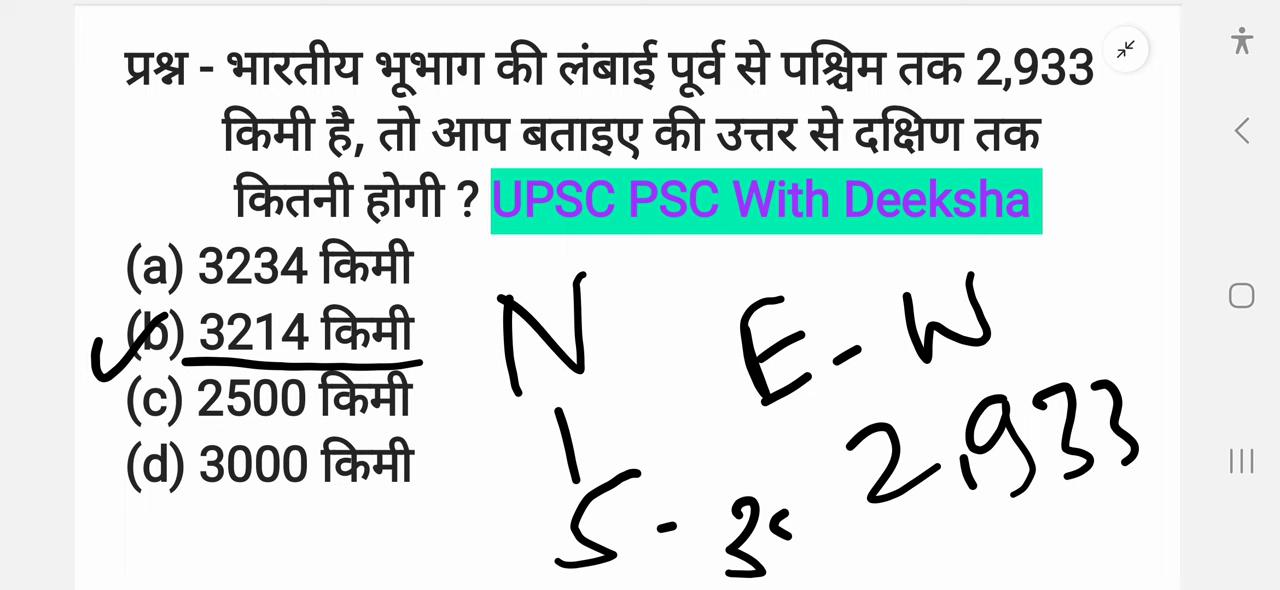 प्रश्न - भारतीय भूभाग की लंबाई पूर्व से पश्चिम तक 2,933
किमी है, तो आप बताइए की उत्तर से दक्षिण तक
कितनी होगी ? UPSC PSC With Deeksha
(a) 3234 किमी
(b) 3214 किमी
(c) 2500 किमी
(d) 3000 किमी
N
S -
E - W
2,933